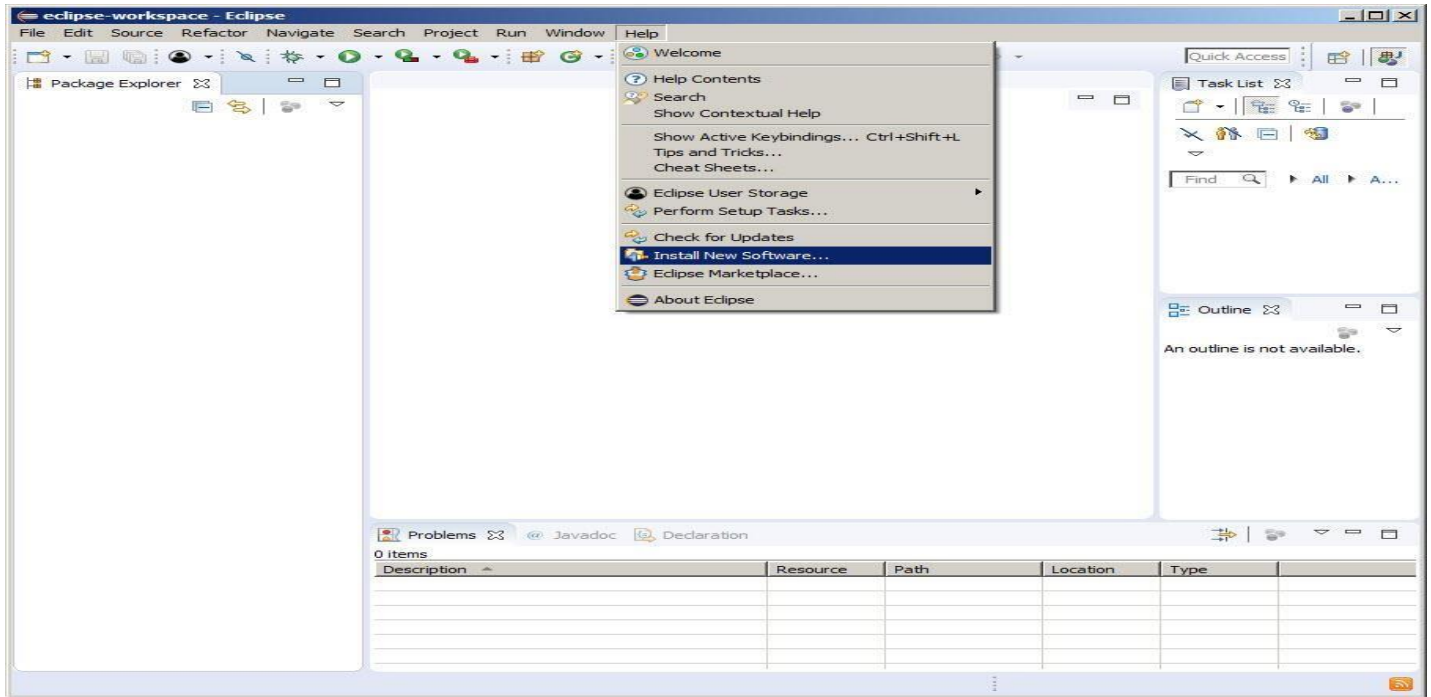 eclipse-workspace - Eclipse
File Edit Source Refactor Navigate Search Project Run Window Help
Quick Access
Package Explorer
Welcome
Help Contents
Search
Show Contextual Help
Show Active Keybindings... Ctrl+Shift+L
Tips and Tricks...
Cheat Sheets...
Eclipse User Storage
Perform Setup Tasks...
Check for Updates
Install New Software...
Eclipse Marketplace...
About Eclipse
Task List
Find All A...
Outline
An outline is not available.
Problems @ Javadoc Declaration
0 items
Description Resource Path Location Type